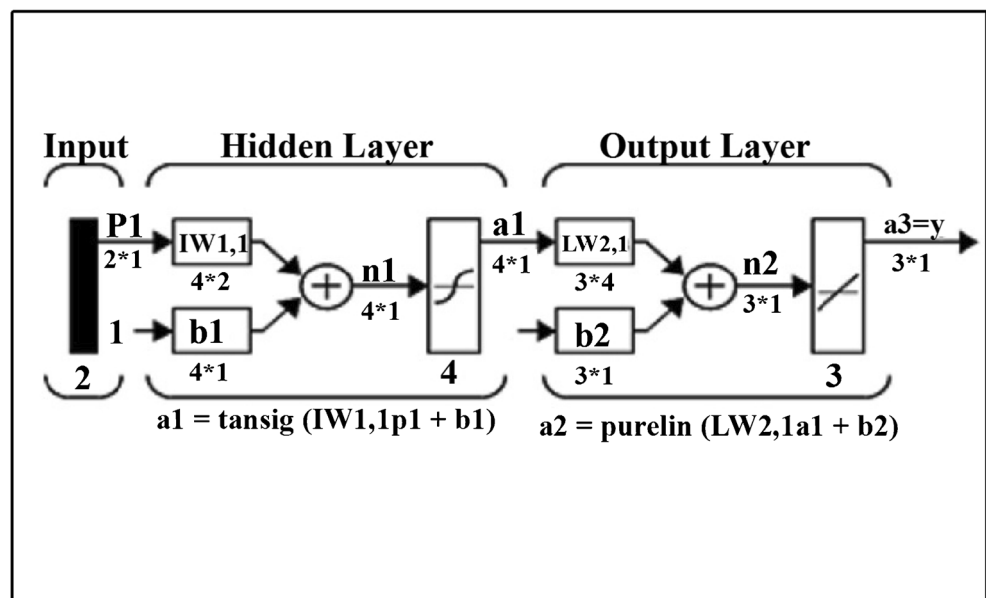 Input Hidden Layer Output Layer
P1 a1 a3=y
IW1,1 LW2,1
2*1 n1 4*1 n2 3*1
4*2 3*4
4*1 3*1
1 b1 b2
4*1 3*1
2 4 3
a1 = tansig (IW1,1p1 + b1) a2 = purelin (LW2,1a1 + b2)